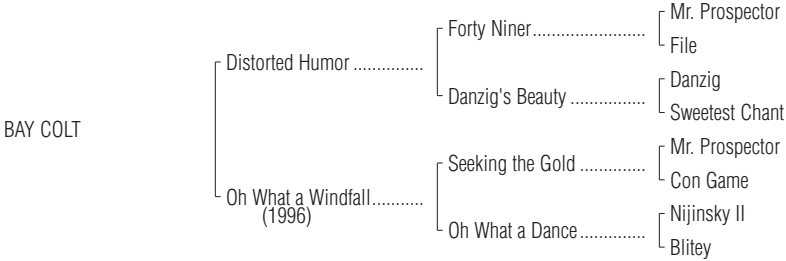 Mr. Prospector
Forty Niner........................
File
Distorted Humor ...............
Danzig
Danzig's Beauty ................
Sweetest Chant
BAY COLT
Mr. Prospector
Seeking the Gold ..............
Con Game
Oh What a Windfall...........
(1996)
Nijinsky II
Oh What a Dance ..............
Blitey